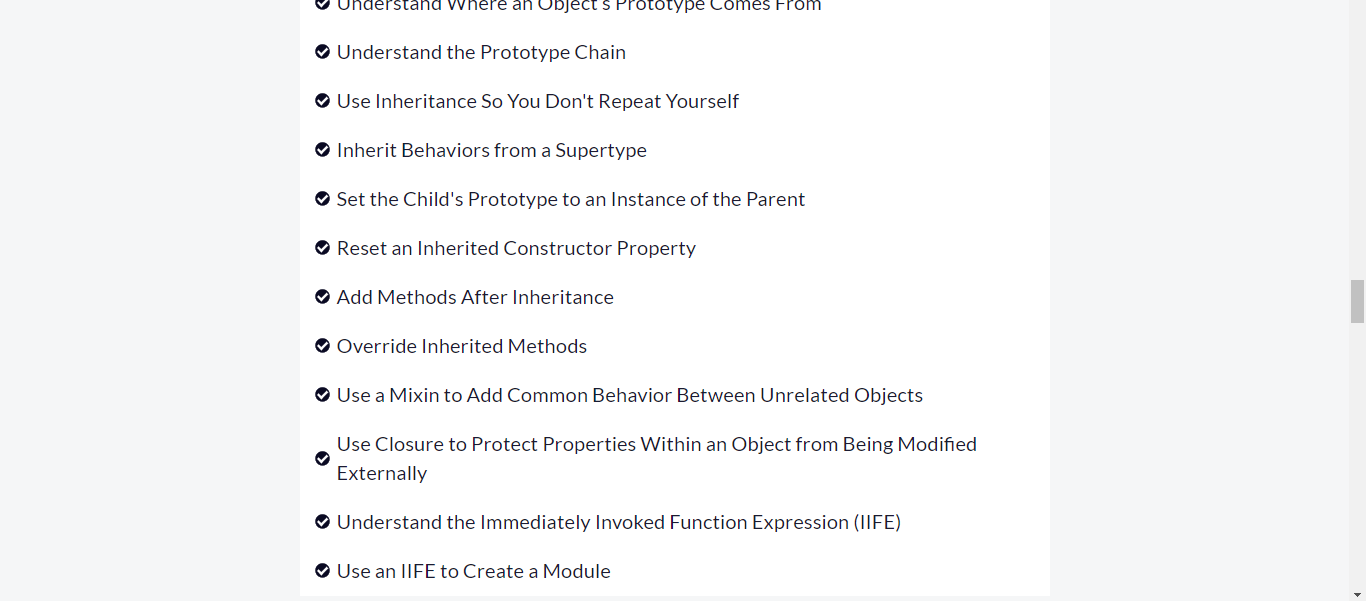 Understand Where an Object's Prototype Comes From
Understand the Prototype Chain
Use Inheritance So You Don't Repeat Yourself
Inherit Behaviors from a Supertype
Set the Child's Prototype to an Instance of the Parent
Reset an Inherited Constructor Property
Add Methods After Inheritance
Override Inherited Methods
Use a Mixin to Add Common Behavior Between Unrelated Objects
Use Closure to Protect Properties Within an Object from Being Modified
Externally
Understand the Immediately Invoked Function Expression (IIFE)
Use an IIFE to Create a Module